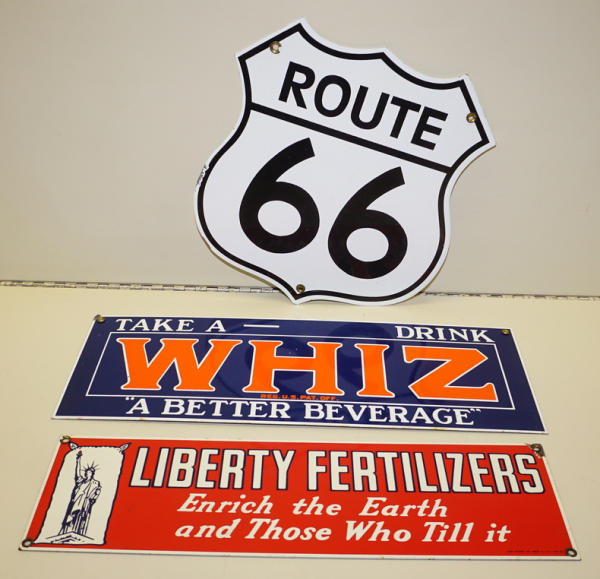 ROUTE
66
TAKE A — DRINK
WHIZ
REG. U.S. PAT. OFF
"A BETTER BEVERAGE"
LIBERTY FERTILIZERS
Enrich the Earth
and Those Who Till it